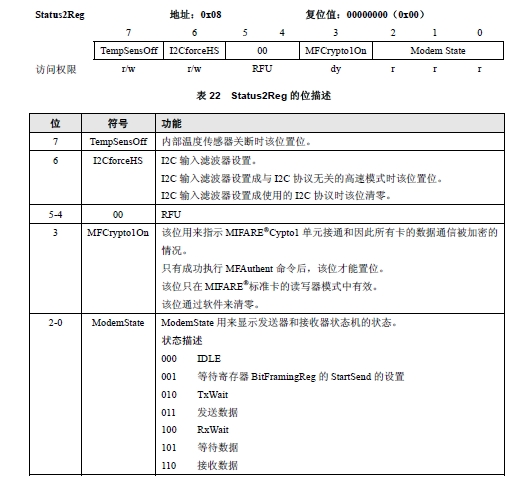 Status2Reg 地址：0x08 复位值：00000000（0x00）
7 6 5 4 3 2 1 0
TempSensOff I2CforceHS 00 MFCrypto1On Modem State
访问权限 r/w r/w RFU dy r r r
表 22 Status2Reg 的位描述
位 符号 功能
7 TempSensOff 内部温度传感器关断时该位置位。
6 I2CforceHS I2C 输入滤波器设置。
I2C 输入滤波器设置成与 I2C 协议无关的高速模式时该位置位。
I2C 输入滤波器设置成使用的 I2C 协议时该位清零。
5-4 00 RFU
3 MFCrypto1On 该位用来指示 MIFARE®Cypto1 单元接通和因此所有卡的数据通信被加密的
情况。
只有成功执行 MFAuthent 命令后，该位才能置位。
该位只在 MIFARE®标准卡的读写器模式中有效。
该位通过软件来清零。
2-0 ModemState ModemState 用来显示发送器和接收器状态机的状态。
状态描述
000 IDLE
001 等待寄存器 BitFramingReg 的 StartSend 的设置
010 TxWait
011 发送数据
100 RxWait
101 等待数据
110 接收数据